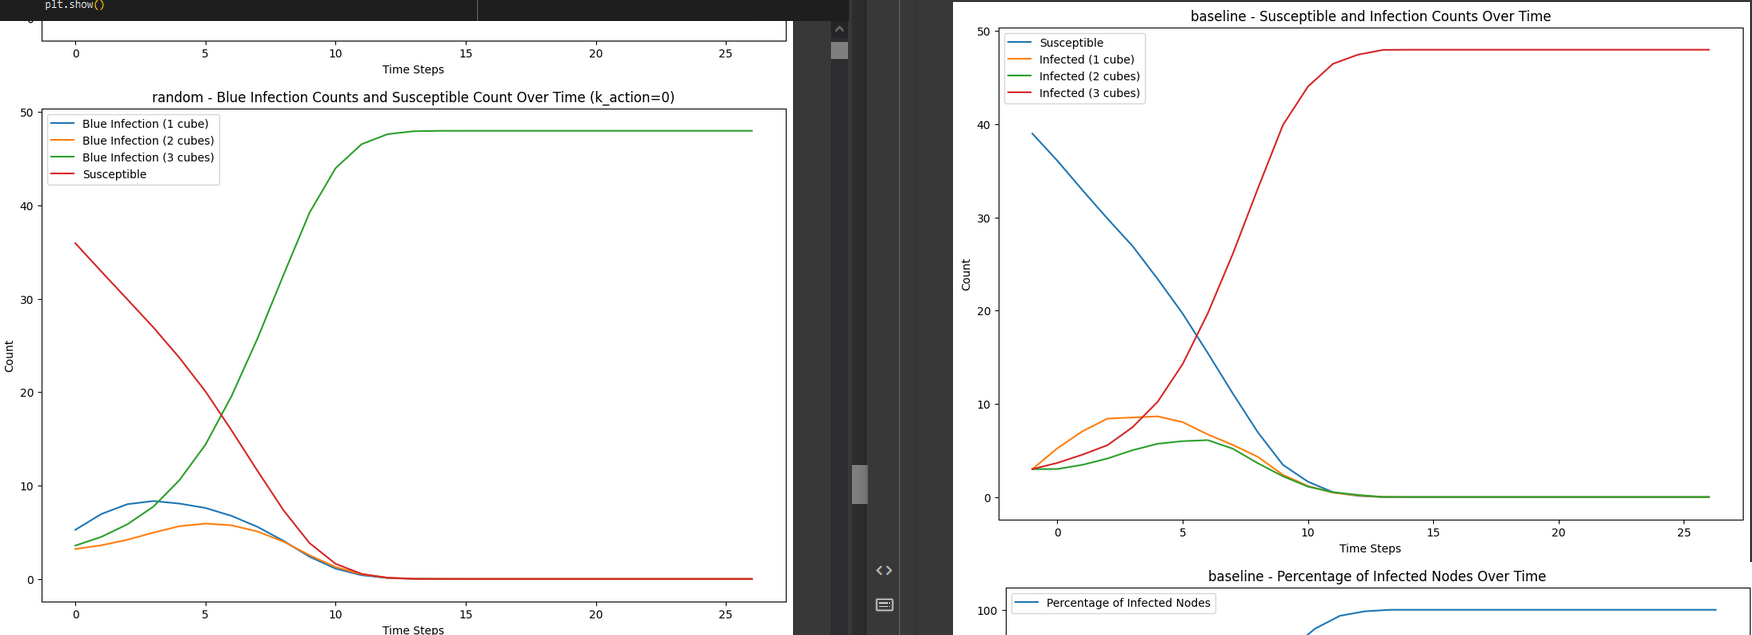 plt.show()
0 5 10 15 20 25
Time Steps
random - Blue Infection Counts and Susceptible Count Over Time (k_action=0)
Blue Infection (1 cube)
Blue Infection (2 cubes)
Blue Infection (3 cubes)
Susceptible
50
40
30
20
10
0
Count
0 5 10 15 20 25
Time Steps
baseline - Susceptible and Infection Counts Over Time
Susceptible
Infected (1 cube)
Infected (2 cubes)
Infected (3 cubes)
50
40
30
20
10
0
Count
0 5 10 15 20 25
Time Steps
baseline - Percentage of Infected Nodes Over Time
Percentage of Infected Nodes
100